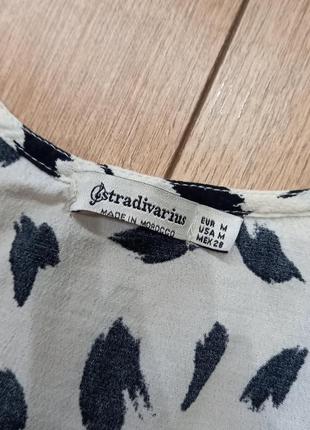 Stradivarius
MADE IN MOROCCO
EUR M
USA M
MEX 28